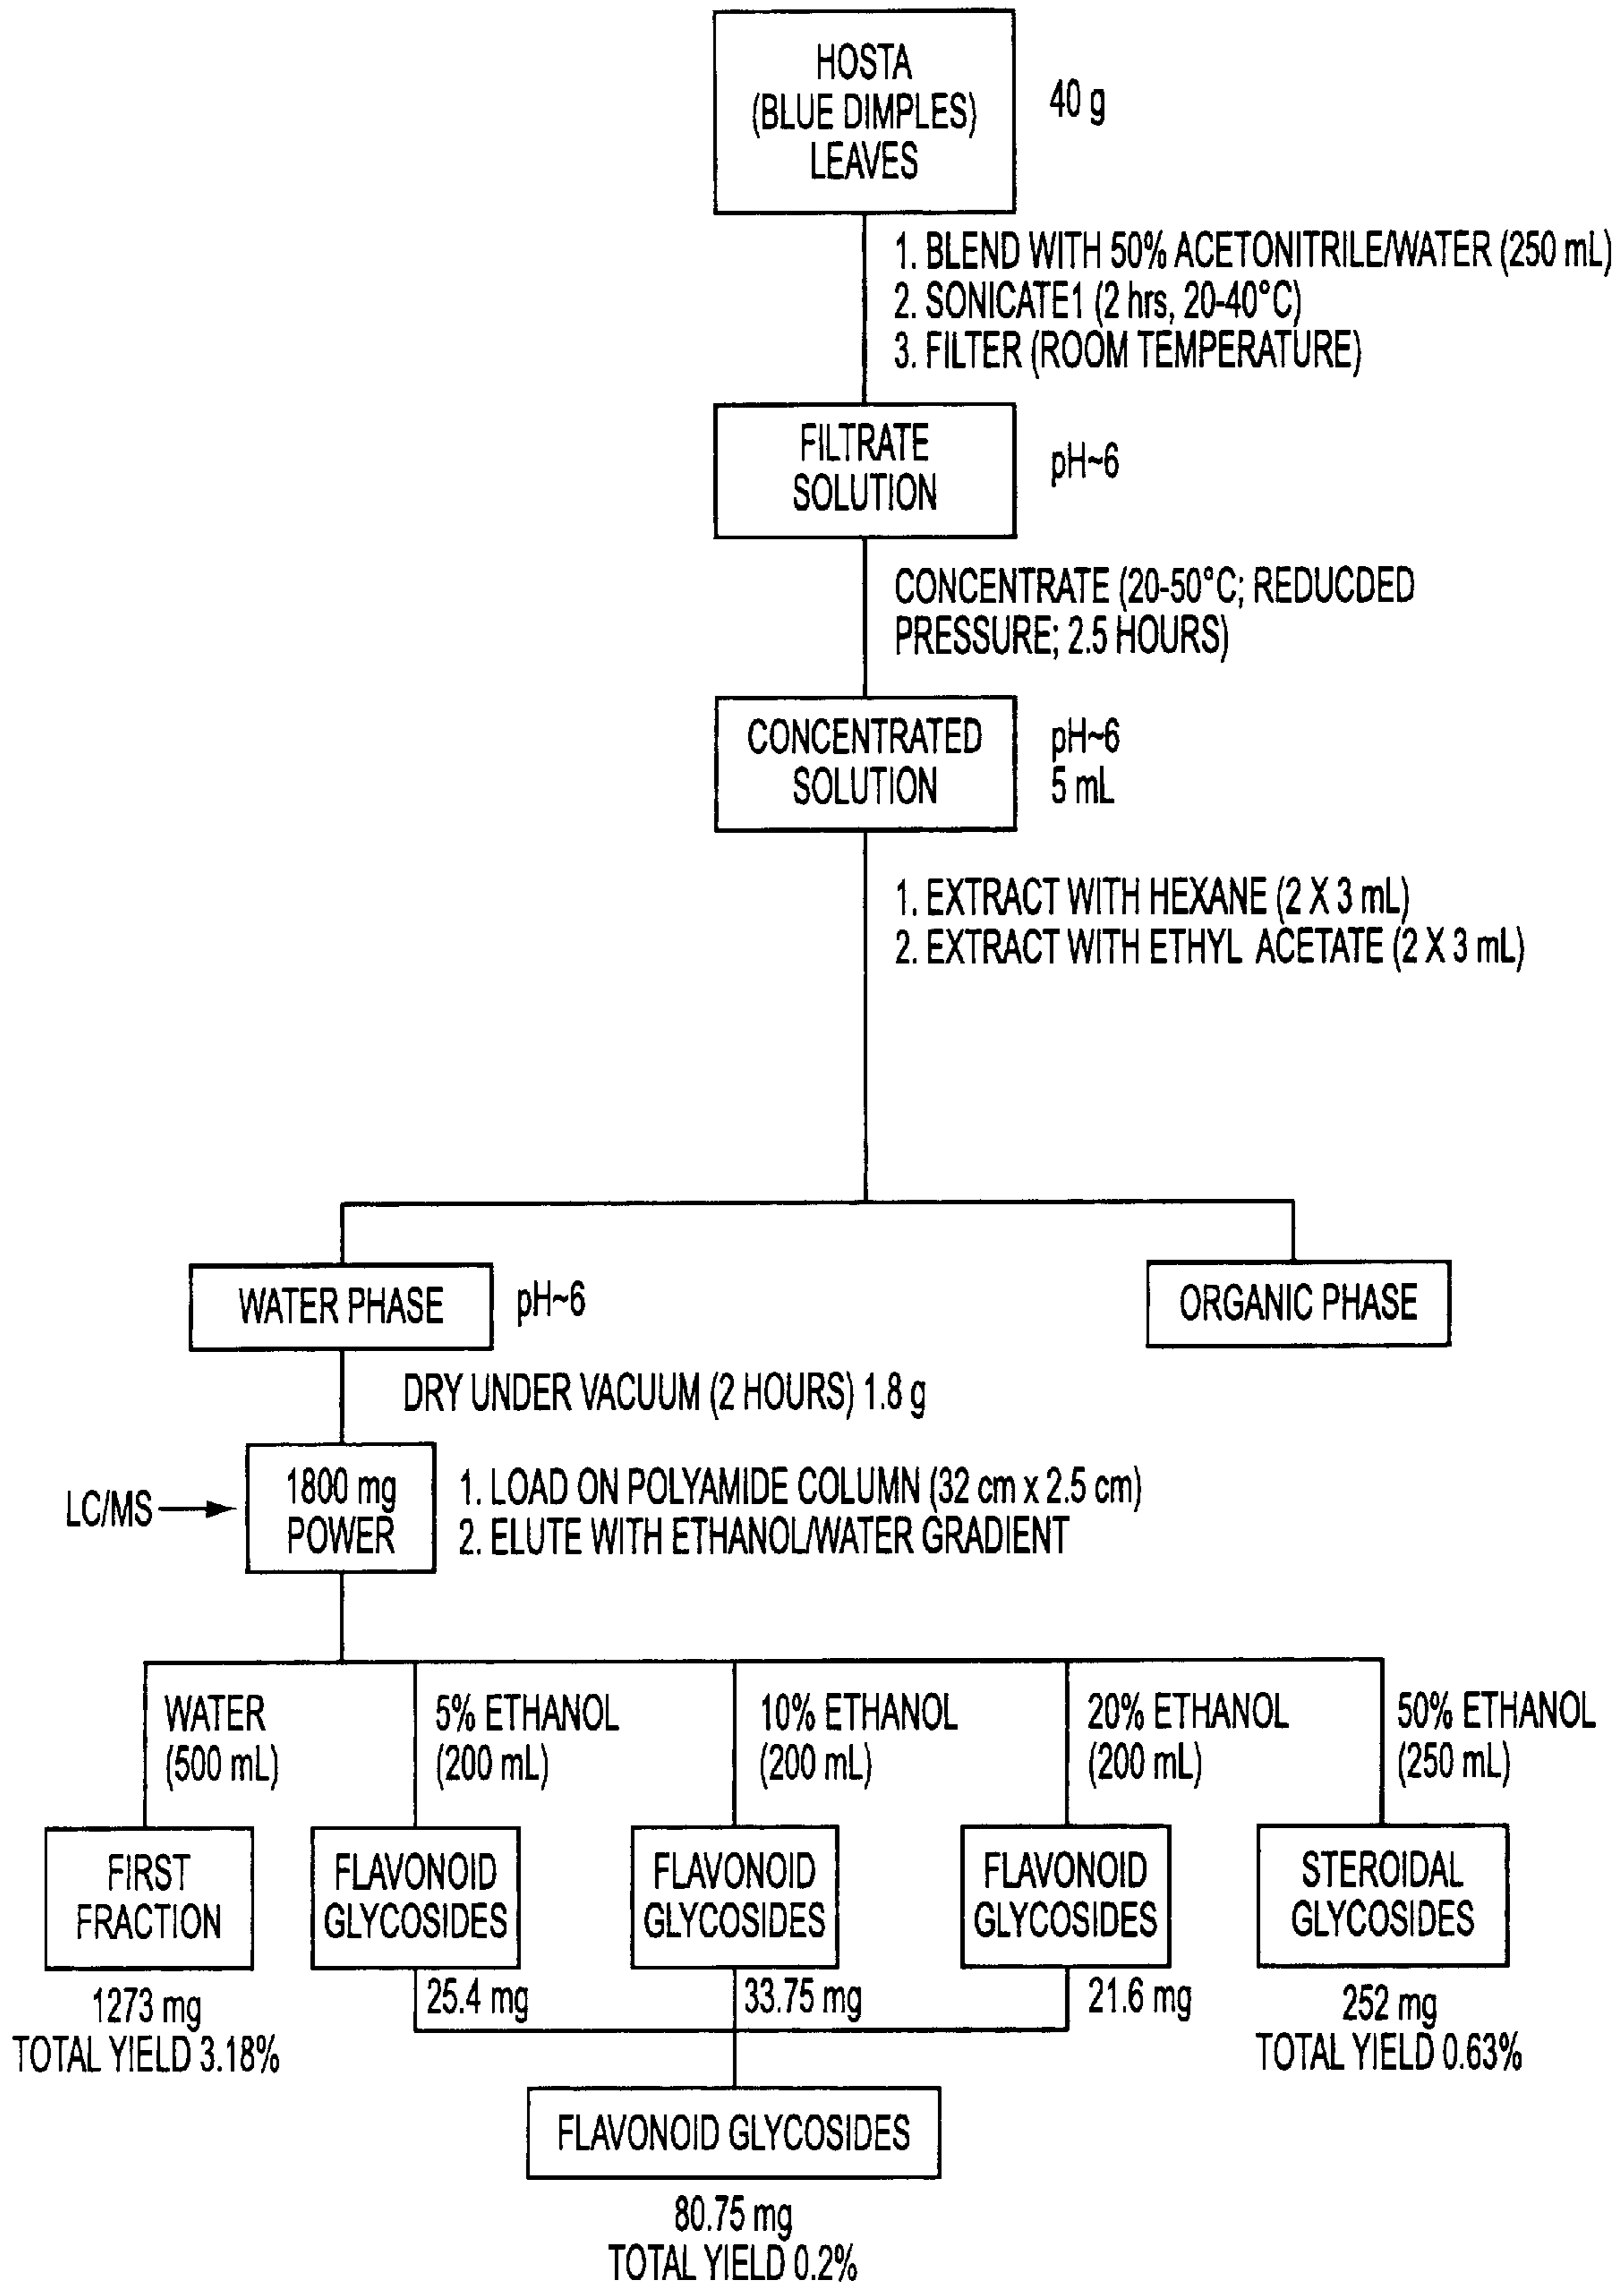 HOSTA
(BLUE DIMPLES)
LEAVES
40 g
1. BLEND WITH 50% ACETONITRILE/WATER (250 mL)
2. SONICATE1 (2 hrs, 20-40°C)
3. FILTER (ROOM TEMPERATURE)
FILTRATE
SOLUTION
pH~6
CONCENTRATE (20-50°C; REDUCDED
PRESSURE; 2.5 HOURS)
CONCENTRATED
SOLUTION
pH~6
5 mL
1. EXTRACT WITH HEXANE (2 X 3 mL)
2. EXTRACT WITH ETHYL ACETATE (2 X 3 mL)
WATER PHASE
pH~6
ORGANIC PHASE
DRY UNDER VACUUM (2 HOURS) 1.8 g
LC/MS
1800 mg
POWER
1. LOAD ON POLYAMIDE COLUMN (32 cm x 2.5 cm)
2. ELUTE WITH ETHANOL/WATER GRADIENT
WATER
(500 mL)
5% ETHANOL
(200 mL)
10% ETHANOL
(200 mL)
20% ETHANOL
(200 mL)
50% ETHANOL
(250 mL)
FIRST
FRACTION
FLAVONOID
GLYCOSIDES
FLAVONOID
GLYCOSIDES
FLAVONOID
GLYCOSIDES
STEROIDAL
GLYCOSIDES
1273 mg
TOTAL YIELD 3.18%
25.4 mg
33.75 mg
21.6 mg
252 mg
TOTAL YIELD 0.63%
FLAVONOID GLYCOSIDES
80.75 mg
TOTAL YIELD 0.2%